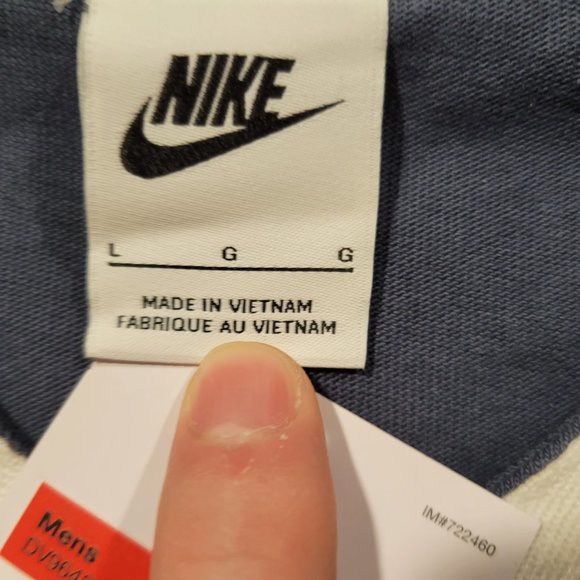 NIKE
L G G
MADE IN VIETNAM
FABRIQUE AU VIETNAM
IM#722460
Mens